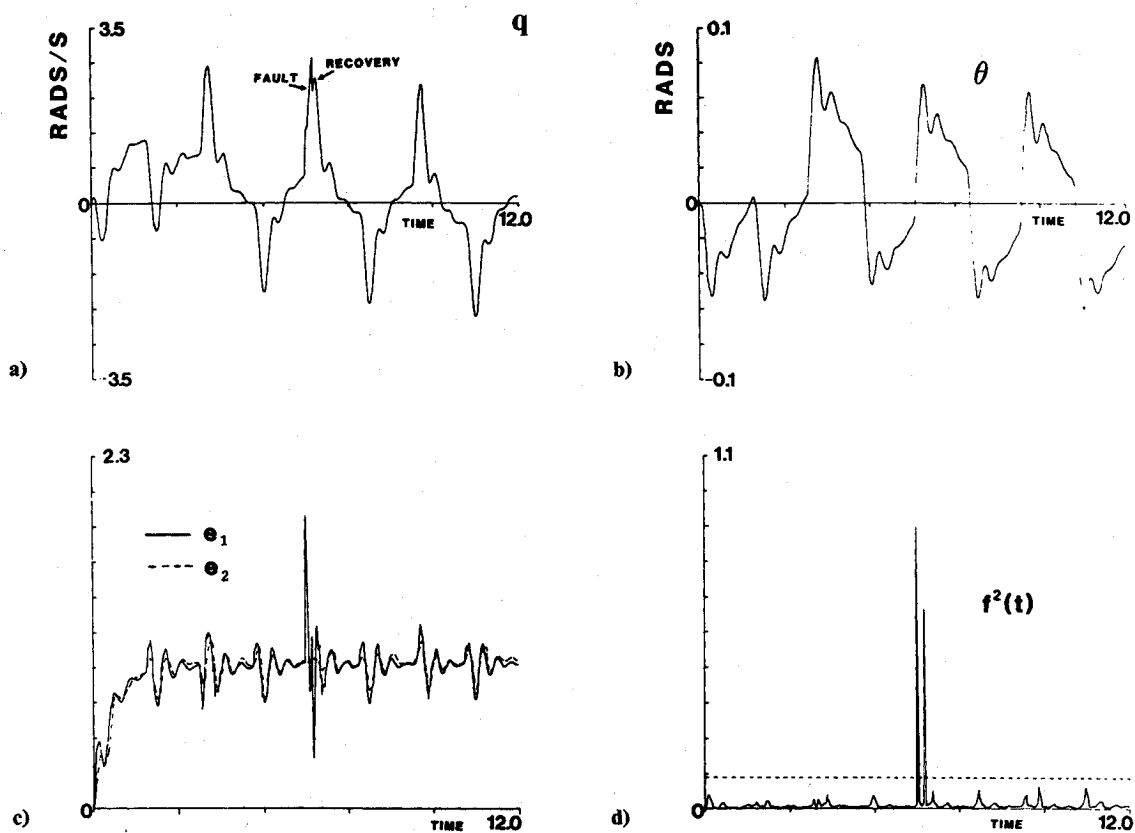 3.5
q
RADS/S
FAULT
RECOVERY
0
TIME
12.0
-3.5
a)
0.1
RADS
θ
0
TIME
12.0
-0.1
b)
2.3
e₁
e₂
0
TIME
12.0
c)
1.1
f²(t)
0
TIME
12.0
d)